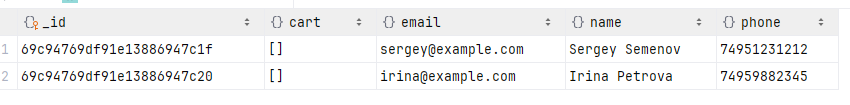 _id cart email name phone
1 69c94769df91e13886947c1f [] sergey@example.com Sergey Semenov 74951231212
2 69c94769df91e13886947c20 [] irina@example.com Irina Petrova 74959882345